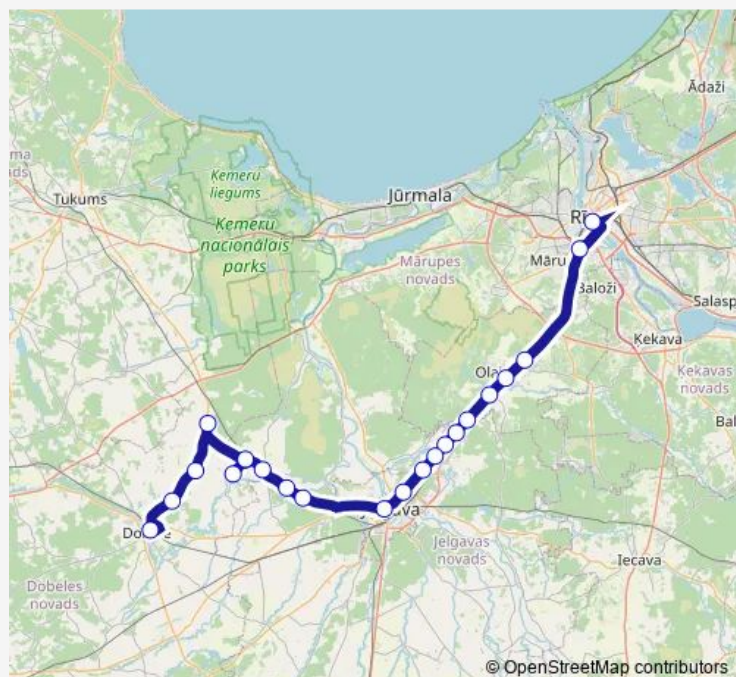 Ādaži
Ķemeru
liegums
Tukums
Jūrmala
Ķemeru
nacionālais
parks
Māru
Mārupes
novads
Baloži
Salasp
Ķekava
Ķekavas
novads
Olai
Jelgavas
novads
Iecava
Dobeles
novads
© OpenStreetMap contributors